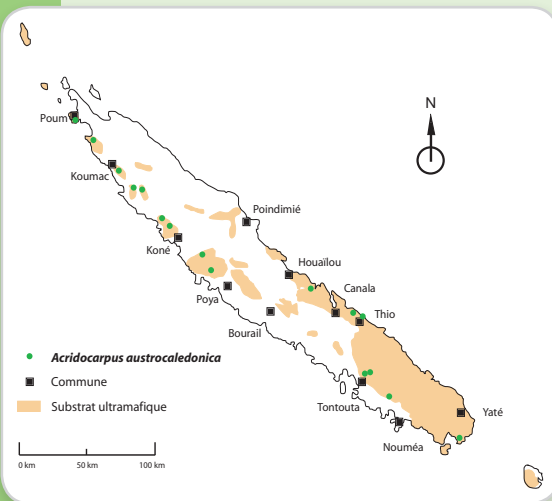 N
Poum
Koumac
Poindimié
Koné
Houaïlou
Canala
Poya
Thio
Bourail
Acridocarpus austrocaledonica
Commune
Substrat ultramafique
Tontouta
Yaté
Nouméa
0 km 50 km 100 km